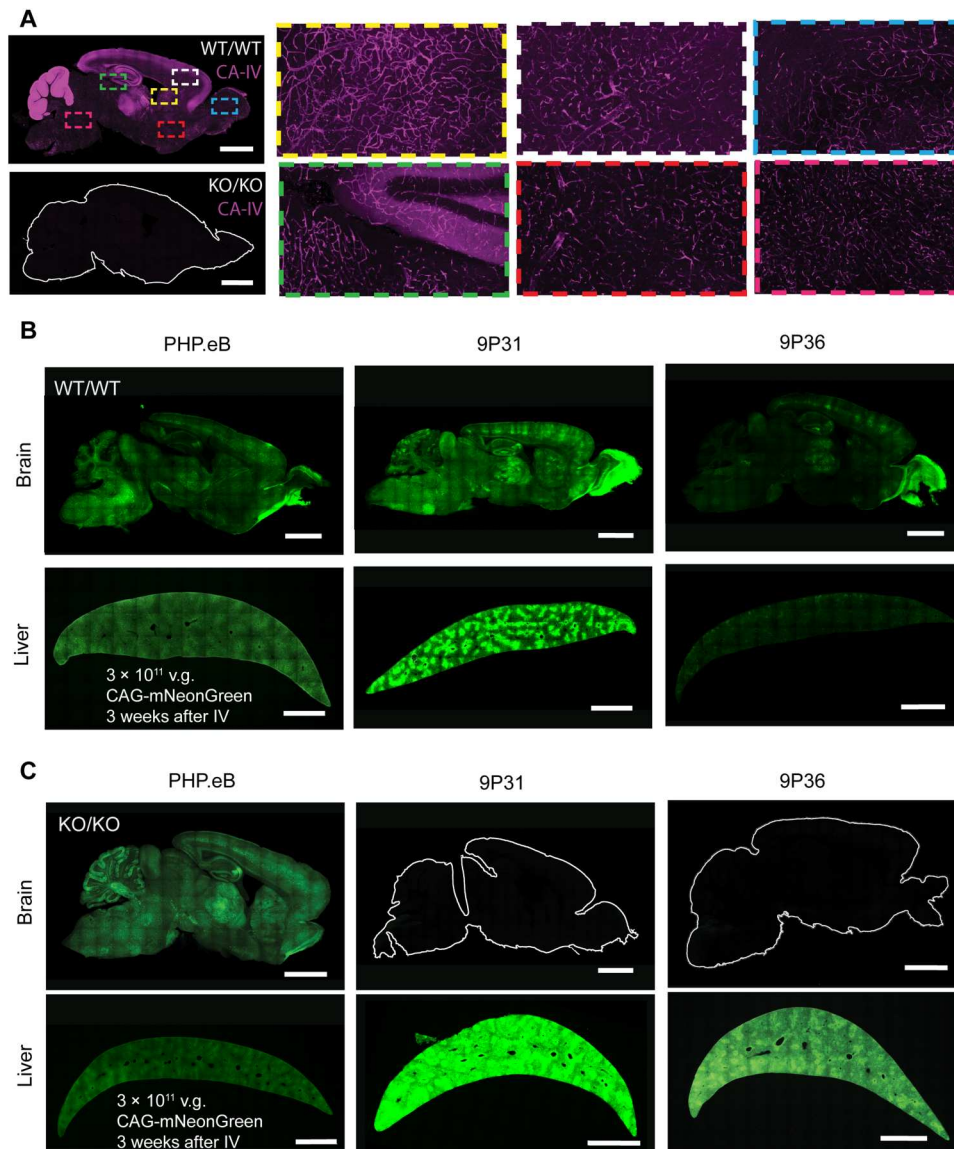 A
WT/WT
CA-IV
KO/KO
CA-IV
B
PHP.eB 9P31 9P36
WT/WT
Brain
Liver
3 × 10¹¹ v.g.
CAG-mNeonGreen
3 weeks after IV
C
PHP.eB 9P31 9P36
KO/KO
Brain
Liver
3 × 10¹¹ v.g.
CAG-mNeonGreen
3 weeks after IV